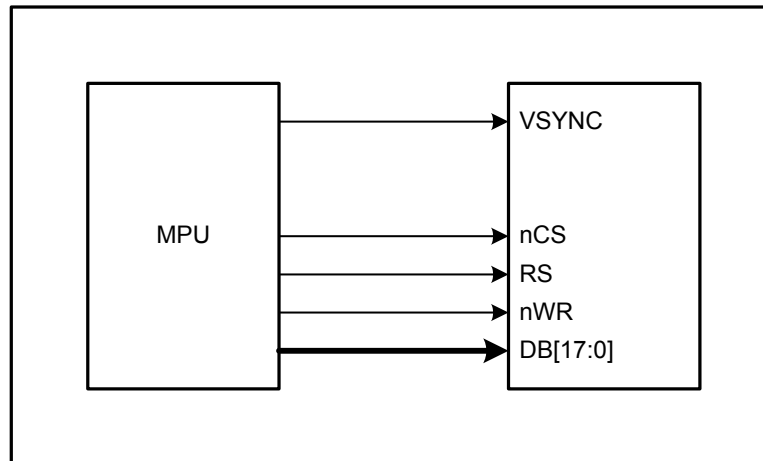 VSYNC
MPU
nCS
RS
nWR
DB[17:0]